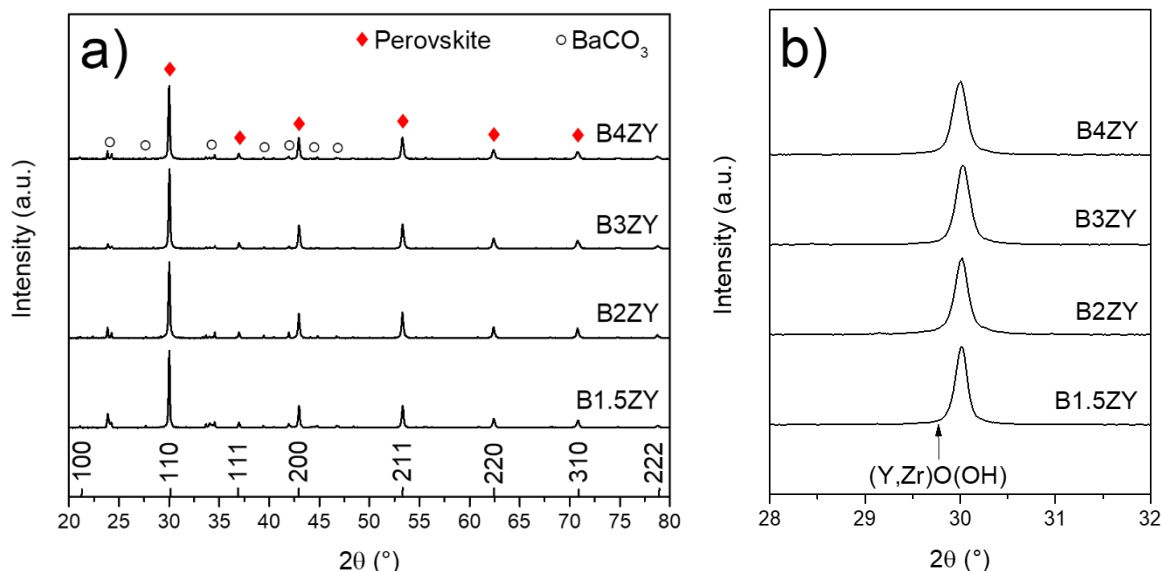 a)
Perovskite
BaCO₃
B4ZY
B3ZY
B2ZY
B1.5ZY
100 110 111 200 211 220 310 222
20 25 30 35 40 45 50 55 60 65 70 75 80
2θ (°)
Intensity (a.u.)
b)
B4ZY
B3ZY
B2ZY
B1.5ZY
(Y,Zr)O(OH)
28 29 30 31 32
2θ (°)
Intensity (a.u.)